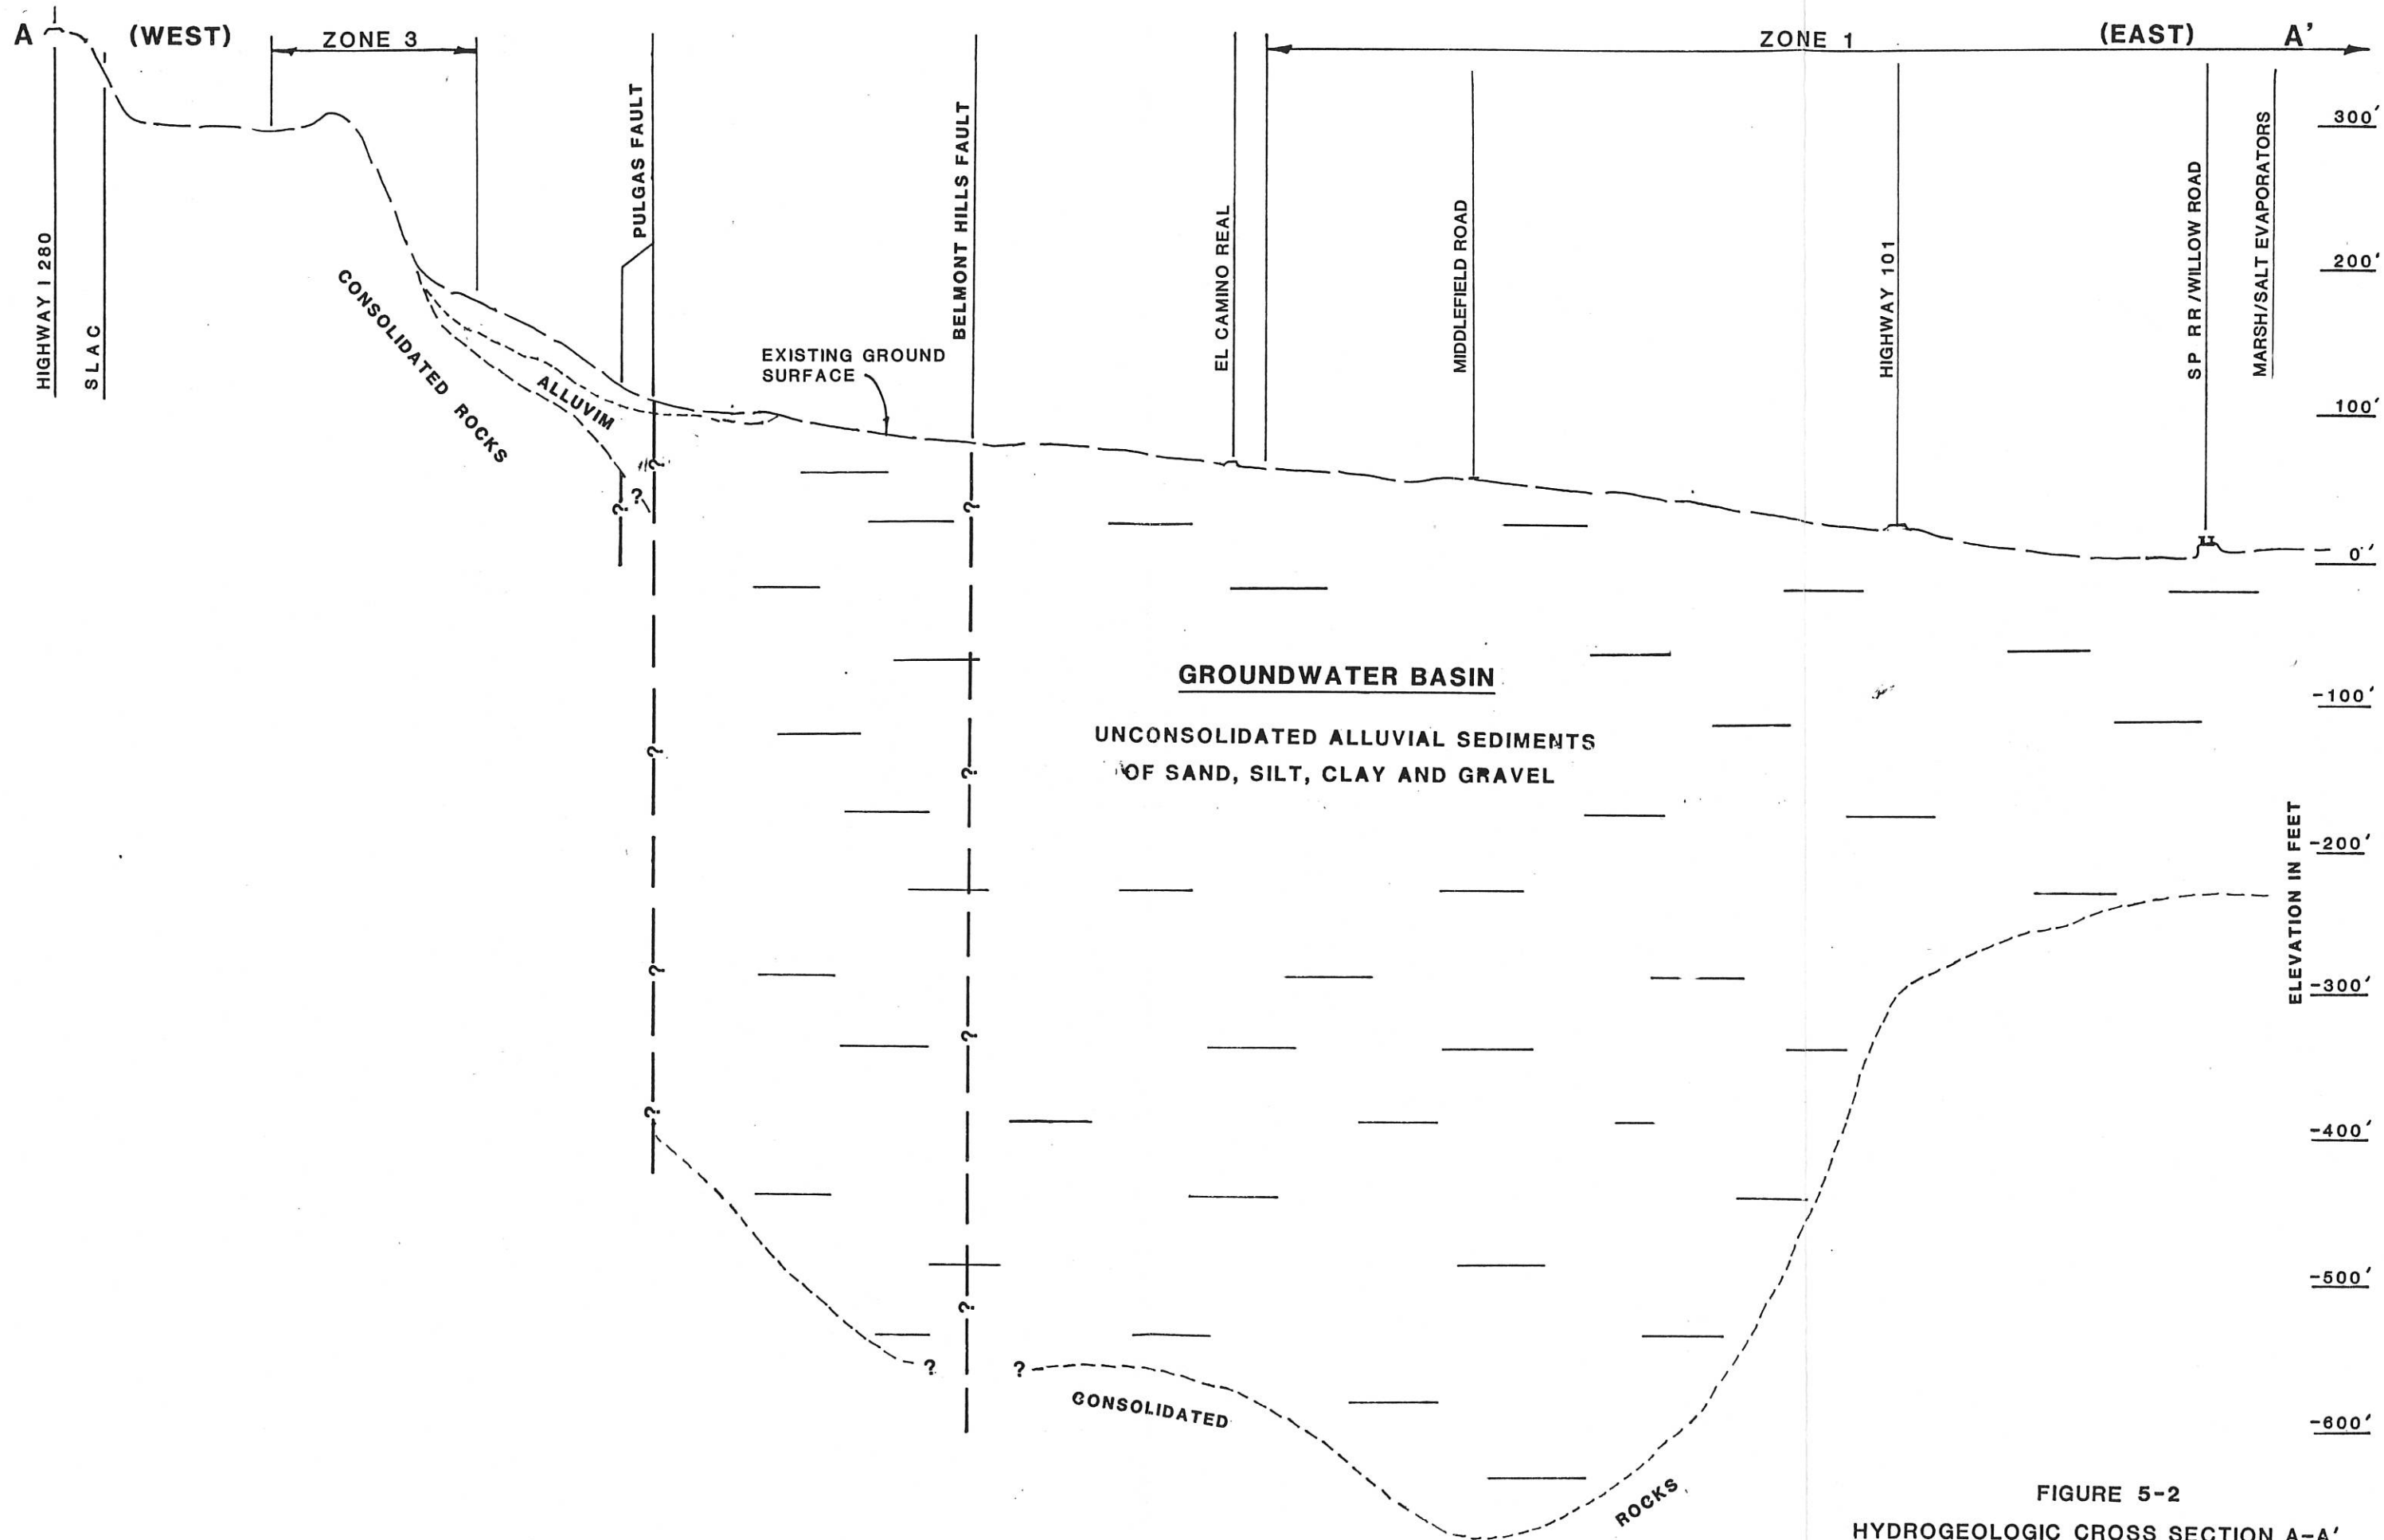 A
(WEST)
ZONE 3
ZONE 1
(EAST)
A'
HIGHWAY I 280
SLAC
PULGAS FAULT
BELMONT HILLS FAULT
EL CAMINO REAL
MIDDLEFIELD ROAD
HIGHWAY 101
SP RR/WILLOW ROAD
MARSH/SALT EVAPORATORS
300'
200'
100'
0'
-100'
-200'
-300'
-400'
-500'
-600'
ELEVATION IN FEET
CONSOLIDATED ROCKS
ALLUVIM
EXISTING GROUND
SURFACE
?
?
?
?
?
?
?
?
?
?
?
?
?
GROUNDWATER BASIN
UNCONSOLIDATED ALLUVIAL SEDIMENTS
OF SAND, SILT, CLAY AND GRAVEL
CONSOLIDATED
ROCKS
FIGURE 5-2
HYDROGEOLOGIC CROSS SECTION A-A'